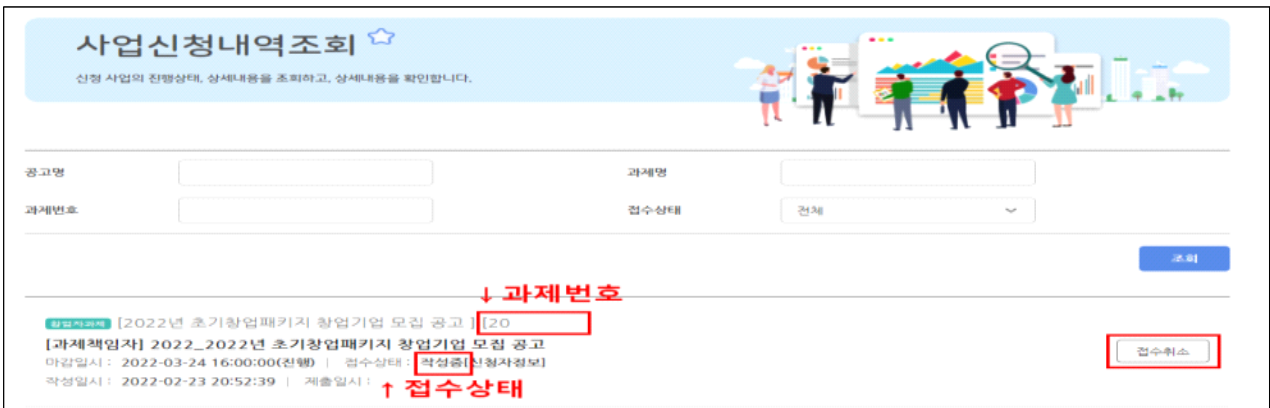 사업신청내역조회
신청 사업의 진행상태, 상세내용을 조회하고, 상세내용을 확인합니다.
공고명 과제명
과제번호 접수상태 전체
조회
↓과제번호
창업자과제 [2022년 초기창업패키지 창업기업 모집 공고 ] [20
[과제책임자] 2022_2022년 초기창업패키지 창업기업 모집 공고
마감일시 : 2022-03-24 16:00:00(진행) | 접수상태 : 작성중[신청자정보]
접수취소
작성일시 : 2022-02-23 20:52:39 | 제출일시 :
↑접수상태